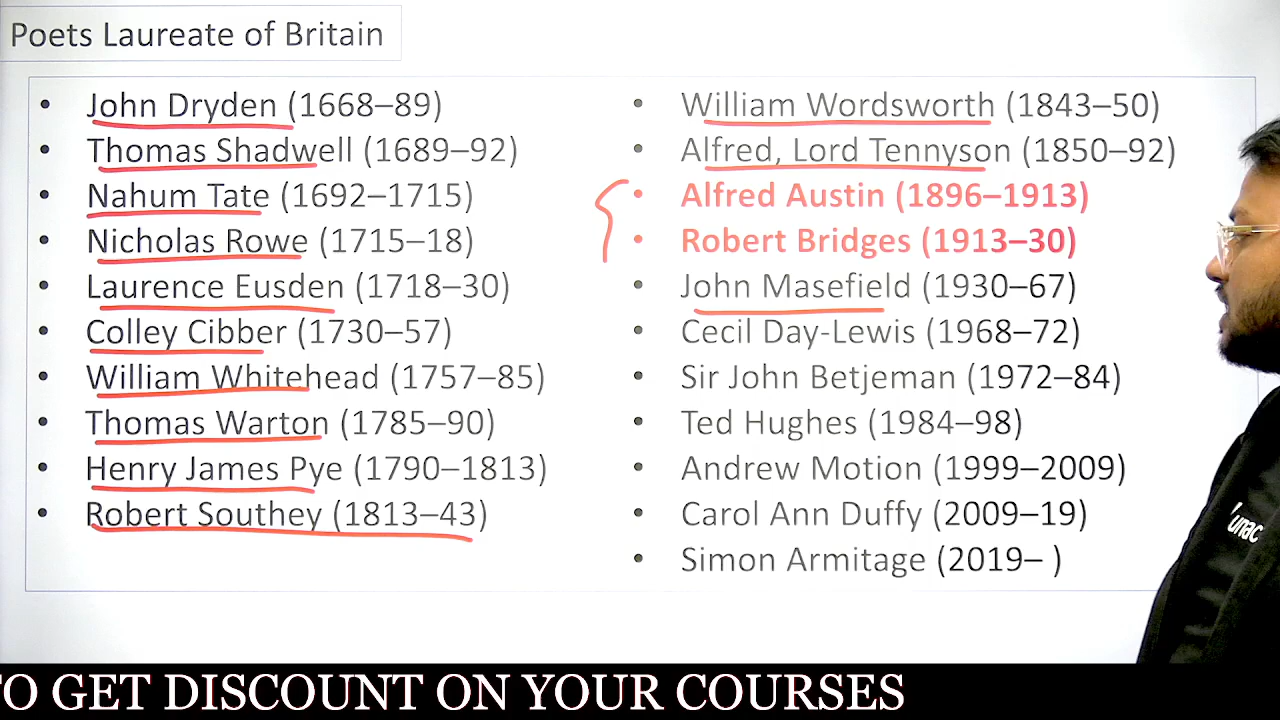 Poets Laureate of Britain
• John Dryden (1668–89)
• Thomas Shadwell (1689–92)
• Nahum Tate (1692–1715)
• Nicholas Rowe (1715–18)
• Laurence Eusden (1718–30)
• Colley Cibber (1730–57)
• William Whitehead (1757–85)
• Thomas Warton (1785–90)
• Henry James Pye (1790–1813)
• Robert Southey (1813–43)
• William Wordsworth (1843–50)
• Alfred, Lord Tennyson (1850–92)
• Alfred Austin (1896–1913)
• Robert Bridges (1913–30)
• John Masefield (1930–67)
• Cecil Day-Lewis (1968–72)
• Sir John Betjeman (1972–84)
• Ted Hughes (1984–98)
• Andrew Motion (1999–2009)
• Carol Ann Duffy (2009–19)
• Simon Armitage (2019– )
unac
TO GET DISCOUNT ON YOUR COURSES